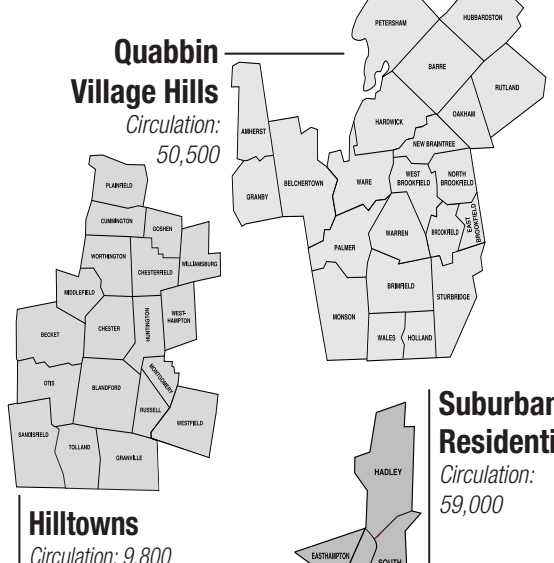 Quabbin
Village Hills
Circulation:
50,500
PETERSHAM
HUBBARDSTON
BARRE
RUTLAND
HARDWICK
OAKHAM
NEW BRAINTREE
AMHERST
BELCHERTOWN
GRANBY
WARE
WEST
BROOKFIELD
NORTH
BROOKFIELD
PALMER
WARREN
BROOKFIELD
EAST
BROOKFIELD
MONSON
BRIMFIELD
STURBRIDGE
WALES
HOLLAND
PLAINFIELD
CUMMINGTON
GOSHEN
WORTHINGTON
CHESTERFIELD
WILLIAMSBURG
MIDDLEFIELD
BECKET
CHESTER
HUNTINGTON
WEST-
HAMPTON
OTIS
BLANDFORD
MONTGOMERY
RUSSELL
WESTFIELD
SANDISFIELD
TOLLAND
GRANVILLE
Hilltowns
Circulation: 9,800
Suburban
Residenti
Circulation:
59,000
HADLEY
EASTHAMPTON
SOUTH